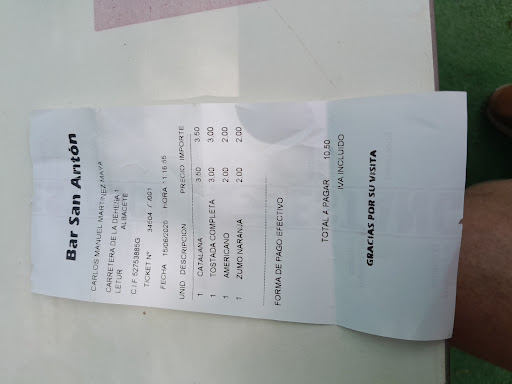 Bar San Antón
CARLOS MANUEL MARTINEZ MAYA
CARRETERA DE LA DEHESA 1
LETUR ALBACETE
C.I.F. 52753885G
TICKET Nº 34504 / 001
FECHA 15/06/2025 HORA 11:16:55
UNID DESCRIPCION PRECIO IMPORTE
1 CATALANA 3.50 3.50
1 TOSTADA COMPLETA 3.00 3.00
1 AMERICANO 2.00 2.00
1 ZUMO NARANJA 2.00 2.00
FORMA DE PAGO EFECTIVO
TOTAL A PAGAR 10.50
IVA INCLUIDO
GRACIAS POR SU VISITA